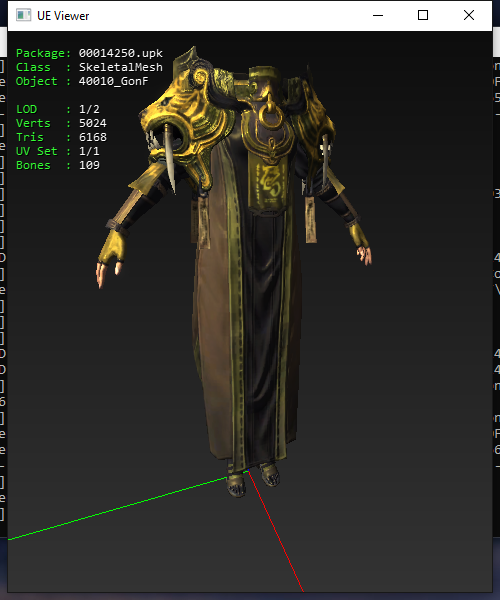 UE Viewer
Package: 00014250.upk
Class  : SkeletalMesh
Object : 40010_GonF
LOD    : 1/2
Verts  : 5024
Tris   : 6168
UV Set : 1/1
Bones  : 109